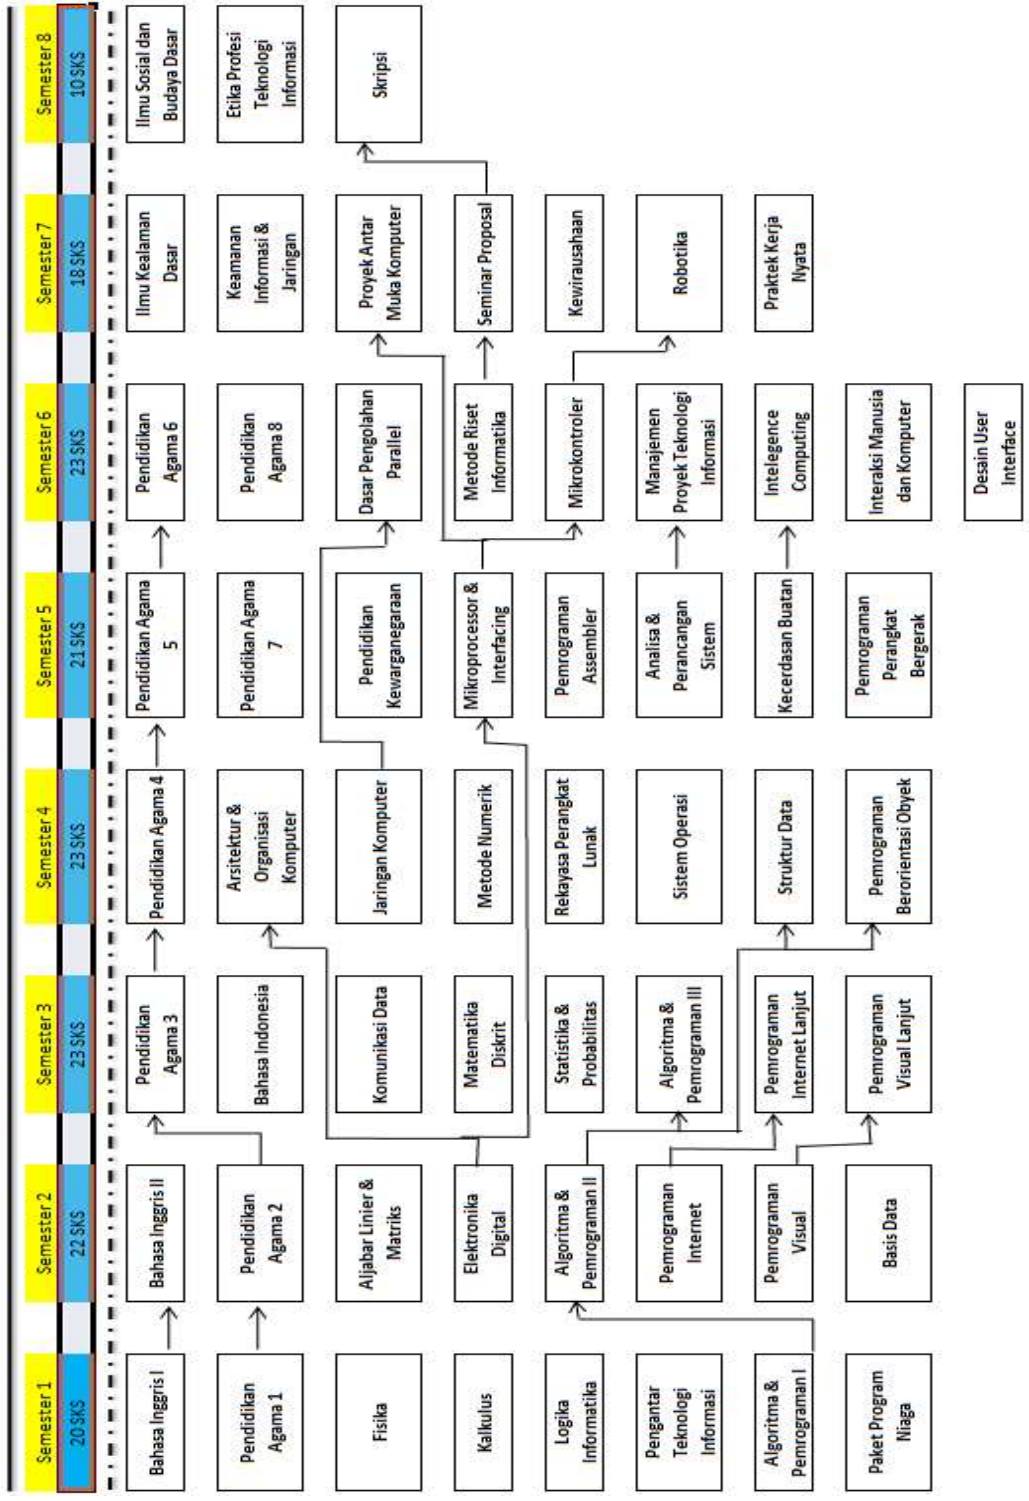 Semester 1
20 SKS
Bahasa Inggris I
Pendidikan
Agama 1
Fisika
Kalkulus
Logika
Informatika
Pengantar
Teknologi
Informasi
Algoritma &
Pemrograman I
Paket Program
Niaga
Semester 2
22 SKS
Bahasa Inggris II
Pendidikan
Agama 2
Aljabar Linier &
Matriks
Elektronika
Digital
Algoritma &
Pemrograman II
Pemrograman
Internet
Pemrograman
Visual
Basis Data
Semester 3
23 SKS
Pendidikan
Agama 3
Bahasa Indonesia
Komunikasi Data
Matematika
Diskrit
Statistika &
Probabilitas
Algoritma &
Pemrograman III
Pemrograman
Internet Lanjut
Pemrograman
Visual Lanjut
Semester 4
23 SKS
Pendidikan Agama 4
Arsitektur &
Organisasi
Komputer
Jaringan Komputer
Metode Numerik
Rekayasa Perangkat
Lunak
Sistem Operasi
Struktur Data
Pemrograman
Berorientasi Obyek
Semester 5
21 SKS
Pendidikan Agama
5
Pendidikan Agama
7
Pendidikan
Kewarganegaraan
Mikroprocessor &
Interfacing
Pemrograman
Assembler
Analisa &
Perancangan
Sistem
Kecerdasan Buatan
Pemrograman
Perangkat
Bergerak
Semester 6
23 SKS
Pendidikan
Agama 6
Pendidikan
Agama 8
Dasar Pengolahan
Parallel
Metode Riset
Informatika
Mikrokontroler
Manajemen
Proyek Teknologi
Informasi
Intelegence
Computing
Interaksi Manusia
dan Komputer
Desain User
Interface
Semester 7
18 SKS
Ilmu Kealaman
Dasar
Keamanan
Informasi &
Jaringan
Proyek Antar
Muka Komputer
Seminar Proposal
Kewirausahaan
Robotika
Praktek Kerja
Nyata
Semester 8
10 SKS
Ilmu Sosial dan
Budaya Dasar
Etika Profesi
Teknologi
Informasi
Skripsi